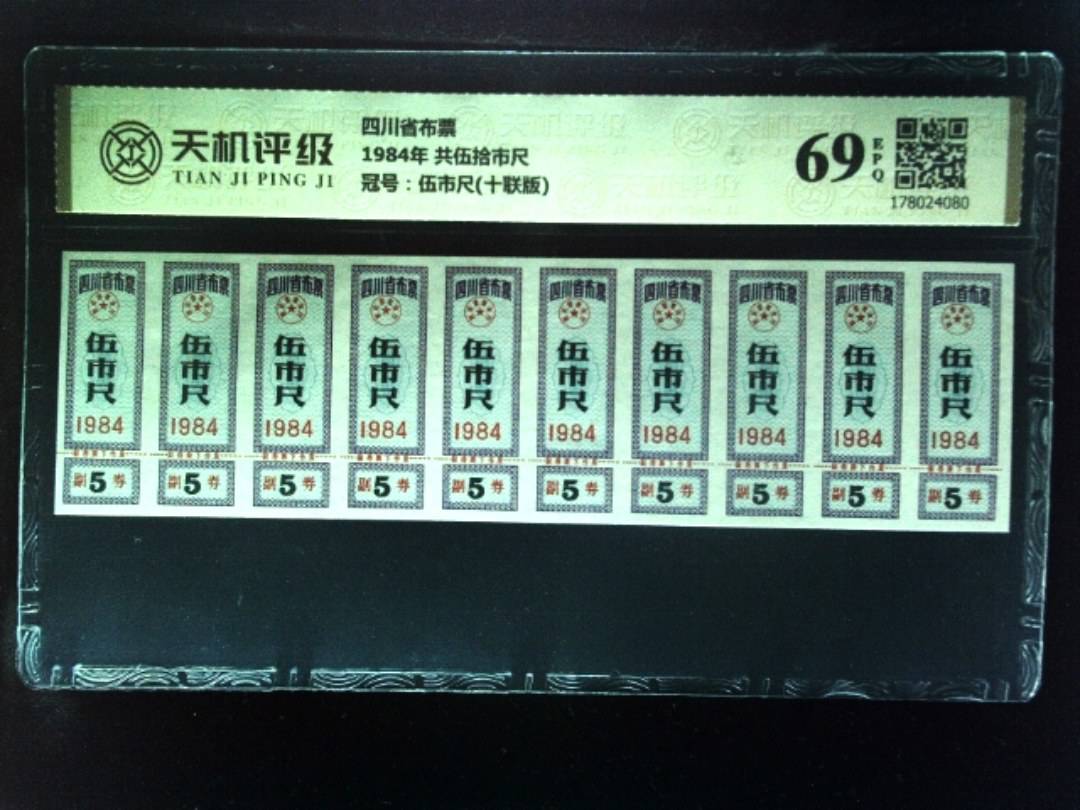 天机评级
TIAN JI PING JI
四川省布票
1984年 共伍拾市尺
冠号：伍市尺(十联版)
69
EPQ
178024080
四川省布票 四川省布票 四川省布票 四川省布票 四川省布票 四川省布票 四川省布票 四川省布票 四川省布票 四川省布票
伍市尺 伍市尺 伍市尺 伍市尺 伍市尺 伍市尺 伍市尺 伍市尺 伍市尺 伍市尺
1984 1984 1984 1984 1984 1984 1984 1984 1984 1984
副5券 副5券 副5券 副5券 副5券 副5券 副5券 副5券 副5券 副5券